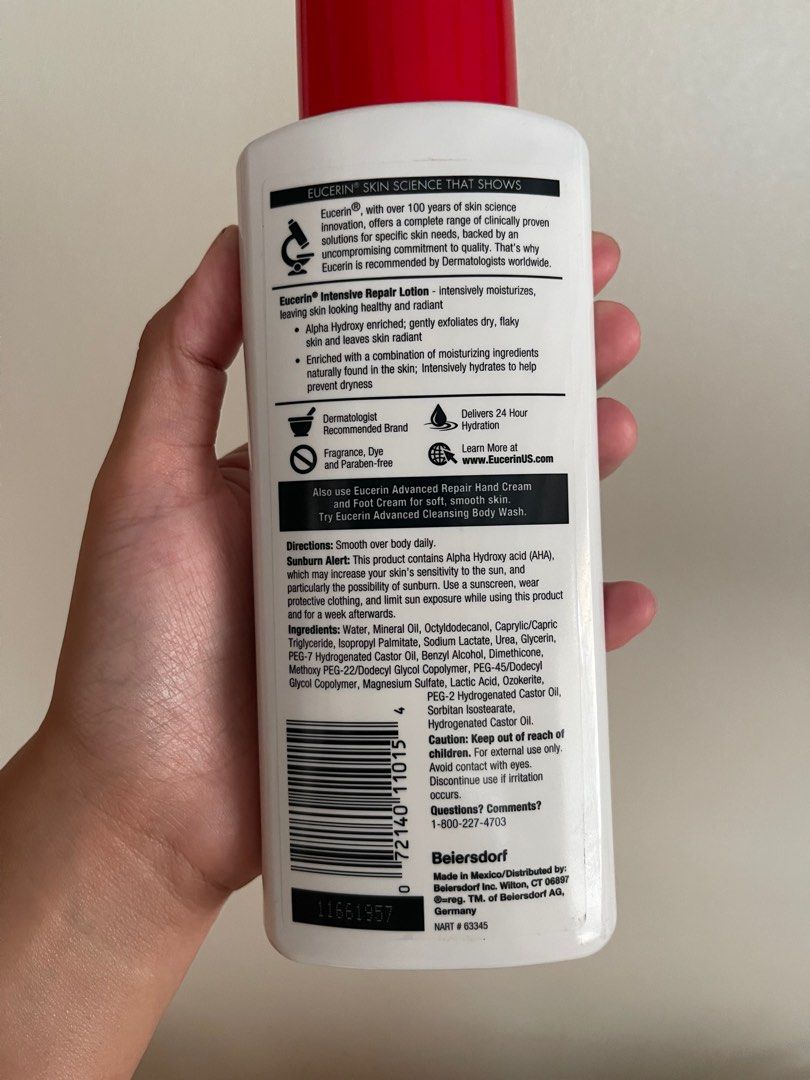 EUCERIN® SKIN SCIENCE THAT SHOWS
Eucerin®, with over 100 years of skin science
innovation, offers a complete range of clinically proven
solutions for specific skin needs, backed by an
uncompromising commitment to quality. That's why
Eucerin is recommended by Dermatologists worldwide.
Eucerin® Intensive Repair Lotion - intensively moisturizes,
leaving skin looking healthy and radiant
• Alpha Hydroxy enriched; gently exfoliates dry, flaky
skin and leaves skin radiant
• Enriched with a combination of moisturizing ingredients
naturally found in the skin; Intensively hydrates to help
prevent dryness
Dermatologist
Recommended Brand
Delivers 24 Hour
Hydration
Fragrance, Dye
and Paraben-free
Learn More at
www.EucerinUS.com
Also use Eucerin Advanced Repair Hand Cream
and Foot Cream for soft, smooth skin.
Try Eucerin Advanced Cleansing Body Wash.
Directions: Smooth over body daily.
Sunburn Alert: This product contains Alpha Hydroxy acid (AHA),
which may increase your skin's sensitivity to the sun, and
particularly the possibility of sunburn. Use a sunscreen, wear
protective clothing, and limit sun exposure while using this product
and for a week afterwards.
Ingredients: Water, Mineral Oil, Octyldodecanol, Caprylic/Capric
Triglyceride, Isopropyl Palmitate, Sodium Lactate, Urea, Glycerin,
PEG-7 Hydrogenated Castor Oil, Benzyl Alcohol, Dimethicone,
Methoxy PEG-22/Dodecyl Glycol Copolymer, PEG-45/Dodecyl
Glycol Copolymer, Magnesium Sulfate, Lactic Acid, Ozokerite,
PEG-2 Hydrogenated Castor Oil,
Sorbitan Isostearate,
Hydrogenated Castor Oil.
Caution: Keep out of reach of
children. For external use only.
Avoid contact with eyes.
Discontinue use if irritation
occurs.
Questions? Comments?
1-800-227-4703
Beiersdorf
Made in Mexico/Distributed by:
Beiersdorf Inc. Wilton, CT 06897
®=reg. TM. of Beiersdorf AG,
Germany
NART # 63345
0 72140 11015 4
11661957